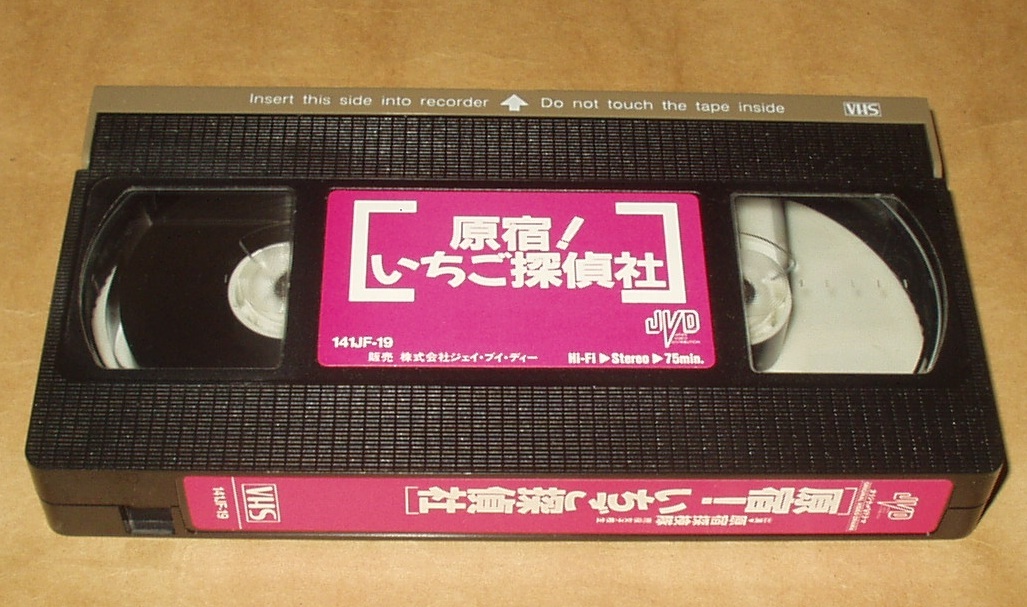 Insert this side into recorder Do not touch the tape inside VHS
原宿!
いちご探偵社
JVD
141JF-19
販売 株式会社ジェイ・ブイ・ディー
Hi-Fi ▶ Stereo ▶ 75min.
JVD
[原宿!いちご探偵社]
VHS
141JF-19